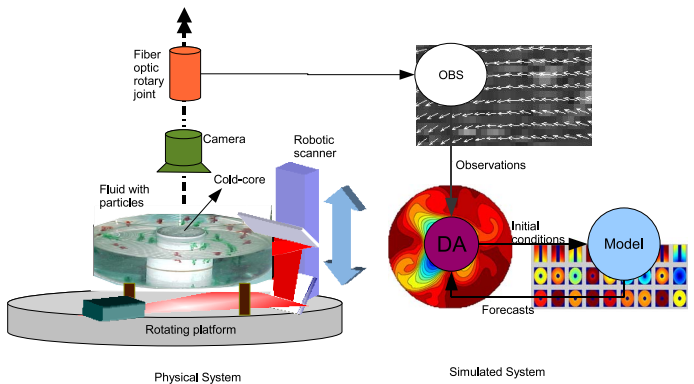 Fiber
optic
rotary
joint
OBS
Camera
Robotic
scanner
Observations
Cold-core
Fluid with
particles
DA
Initial
conditions
Model
Forecasts
Rotating platform
Physical System
Simulated System